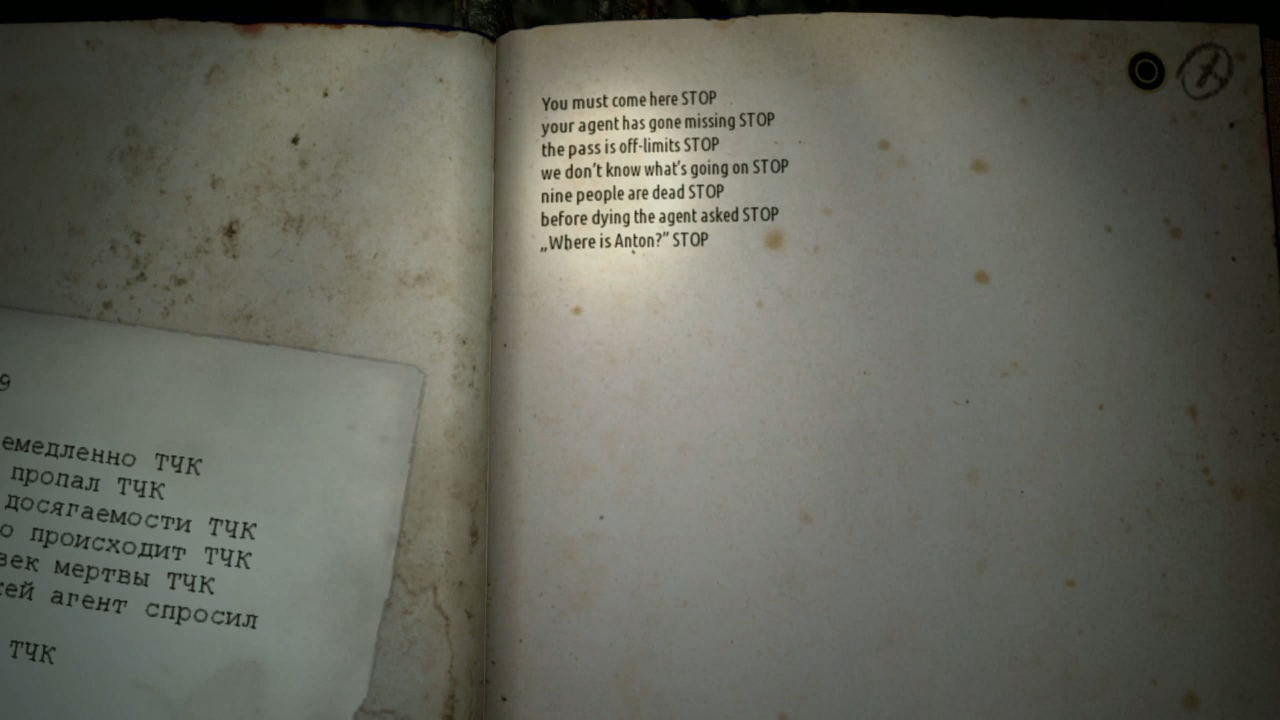 9
емедленно ТЧК
пропал ТЧК
досягаемости ТЧК
о происходит ТЧК
век мертвы ТЧК
ей агент спросил
ТЧК
You must come here STOP
your agent has gone missing STOP
the pass is off-limits STOP
we don't know what's going on STOP
nine people are dead STOP
before dying the agent asked STOP
„Where is Anton?” STOP